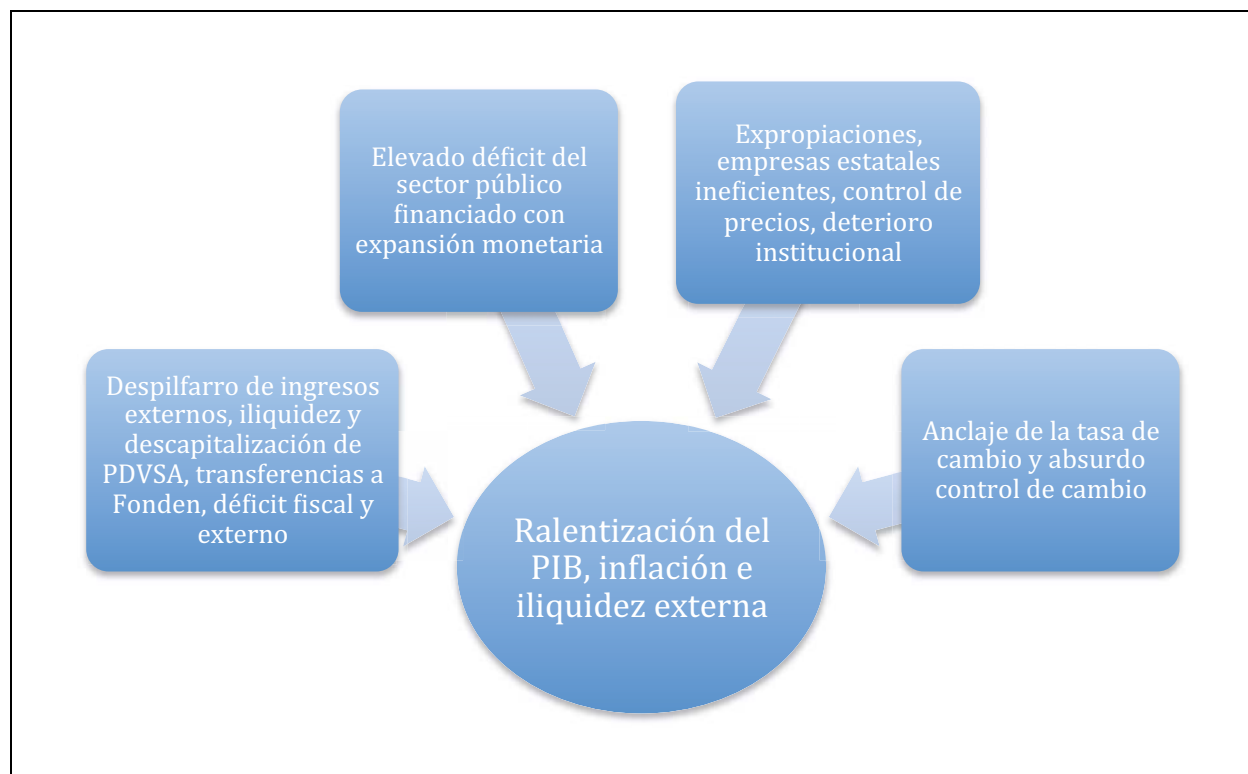 Elevado déficit del
sector público
financiado con
expansión monetaria
Expropiaciones,
empresas estatales
ineficientes, control de
precios, deterioro
institucional
Despilfarro de ingresos
externos, iliquidez y
descapitalización de
PDVSA, transferencias a
Fonden, déficit fiscal y
externo
Anclaje de la tasa de
cambio y absurdo
control de cambio
Ralentización del
PIB, inflación e
iliquidez externa